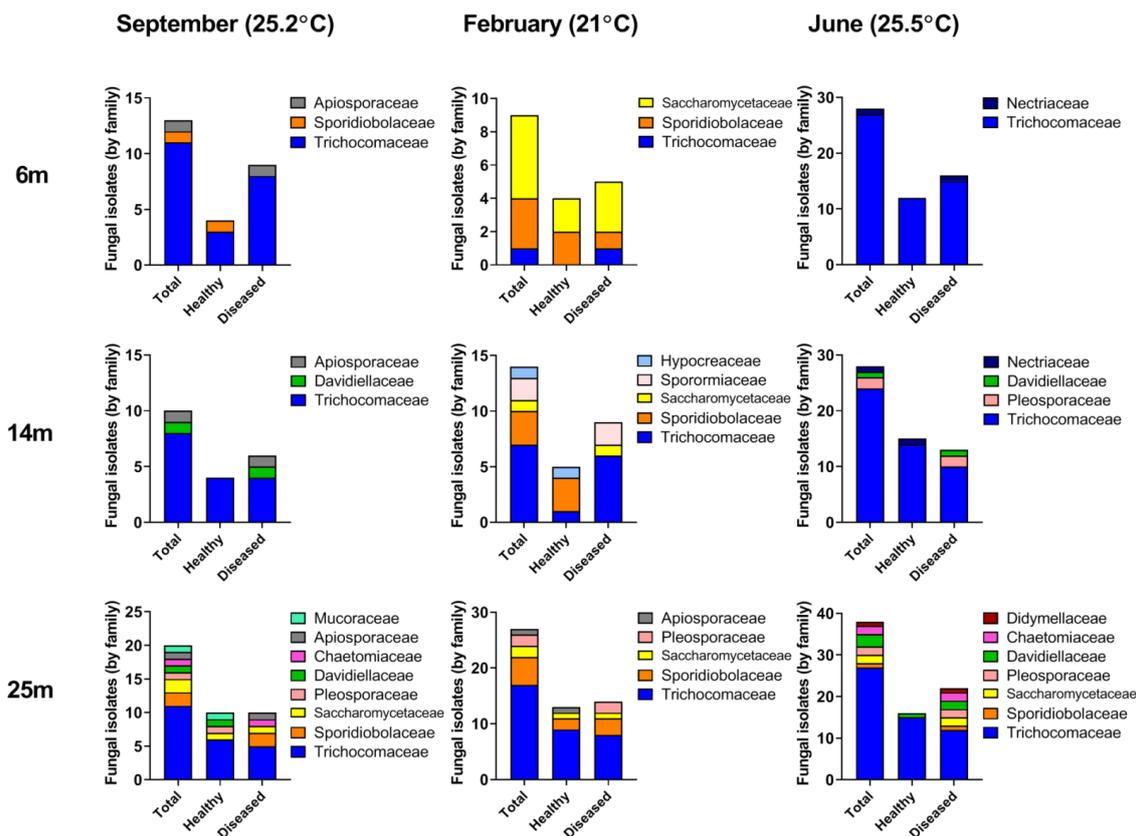 September (25.2°C)
February (21°C)
June (25.5°C)
6m
Fungal isolates (by family)
15
10
5
0
Total
Healthy
Diseased
Apiosporaceae
Sporidiobolaceae
Trichocomaceae
Fungal isolates (by family)
10
8
6
4
2
0
Total
Healthy
Diseased
Saccharomycetaceae
Sporidiobolaceae
Trichocomaceae
Fungal isolates (by family)
30
20
10
0
Total
Healthy
Diseased
Nectriaceae
Trichocomaceae
14m
Fungal isolates (by family)
15
10
5
0
Total
Healthy
Diseased
Apiosporaceae
Davidiellaceae
Trichocomaceae
Fungal isolates (by family)
15
10
5
0
Total
Healthy
Diseased
Hypocreaceae
Sporormiaceae
Saccharomycetaceae
Sporidiobolaceae
Trichocomaceae
Fungal isolates (by family)
30
20
10
0
Total
Healthy
Diseased
Nectriaceae
Davidiellaceae
Pleosporaceae
Trichocomaceae
25m
Fungal isolates (by family)
25
20
15
10
5
0
Total
Healthy
Diseased
Mucoraceae
Apiosporaceae
Chaetomiaceae
Davidiellaceae
Pleosporaceae
Saccharomycetaceae
Sporidiobolaceae
Trichocomaceae
Fungal isolates (by family)
30
20
10
0
Total
Healthy
Diseased
Apiosporaceae
Pleosporaceae
Saccharomycetaceae
Sporidiobolaceae
Trichocomaceae
Fungal isolates (by family)
40
30
20
10
0
Total
Healthy
Diseased
Didymellaceae
Chaetomiaceae
Davidiellaceae
Pleosporaceae
Saccharomycetaceae
Sporidiobolaceae
Trichocomaceae